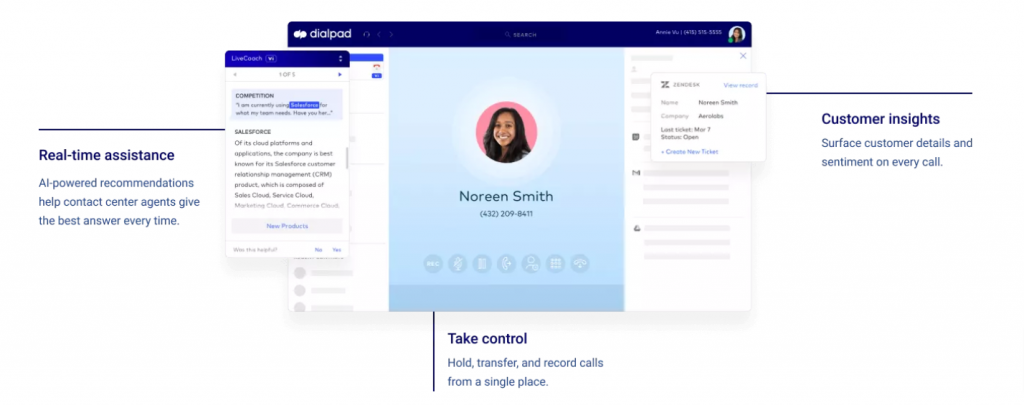 dialpad
SEARCH
Annie Vu | (415) 515-5555
LiveCoach Vi
1 OF 5
COMPETITION
"I am currently using Salesforce for
what my team needs. Have you har..."
SALESFORCE
Of its cloud platforms and
applications, the company is best
known for its Salesforce customer
relationship management (CRM)
product, which is composed of
Sales Cloud, Service Cloud,
Marketing Cloud, Commerce Cloud,
New Products
Was this helpful?
No
Yes
Real-time assistance
AI-powered recommendations
help contact center agents give
the best answer every time.
Noreen Smith
(432) 209-8411
REC
ZENDESK
View record
Name Noreen Smith
Company Aerolabs
Last ticket: Mar 7
Status: Open
+ Create New Ticket
Customer insights
Surface customer details and
sentiment on every call.
Take control
Hold, transfer, and record calls
from a single place.